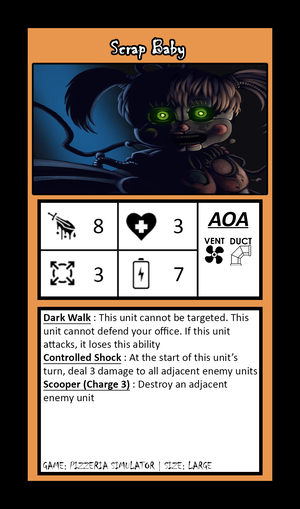 Scrap Baby
8
3
AOA
VENT DUCT
3
7
Dark Walk : This unit cannot be targeted. This
unit cannot defend your office. If this unit
attacks, it loses this ability
Controlled Shock : At the start of this unit's
turn, deal 3 damage to all adjacent enemy units
Scooper (Charge 3) : Destroy an adjacent
enemy unit
GAME: PIZZERIA SIMULATOR | SIZE: LARGE